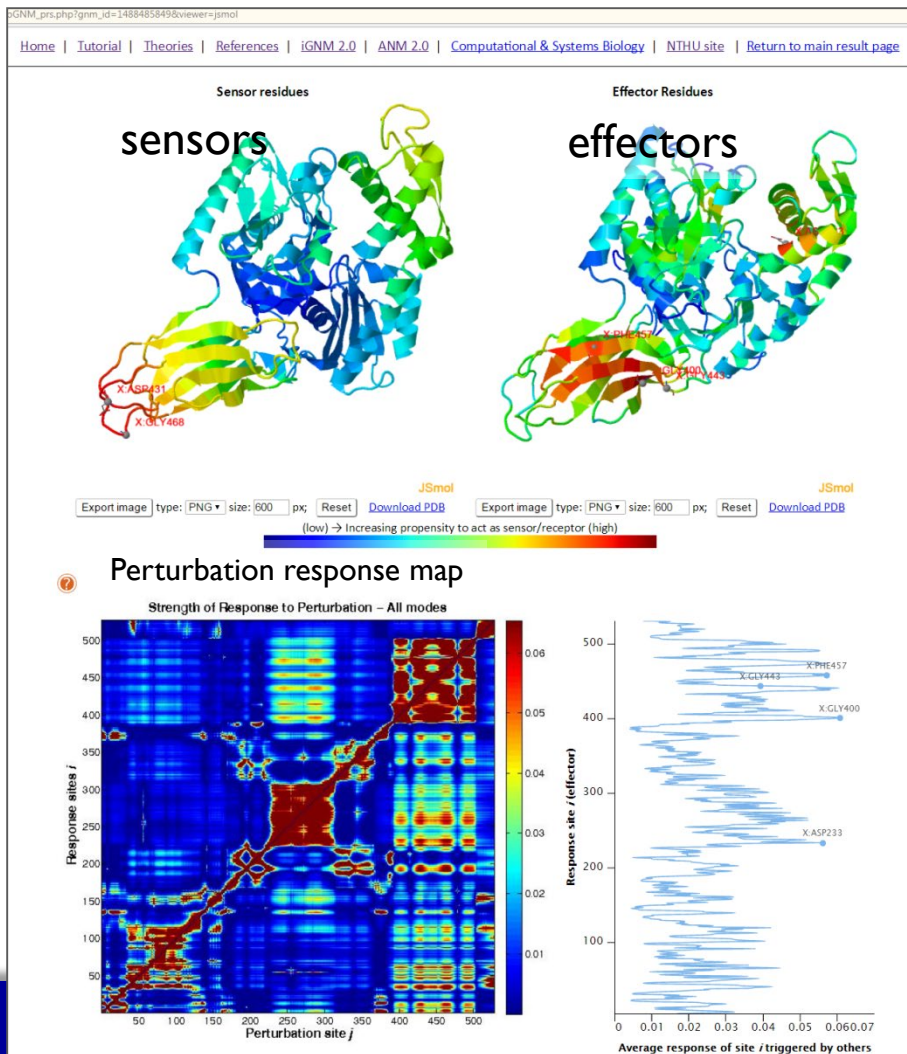 oGNM_prs.php?gnm_id=1488485849&viewer=jsmol
Home | Tutorial | Theories | References | iGNM 2.0 | ANM 2.0 | Computational & Systems Biology | NTHU site | Return to main result page
Sensor residues
Effector Residues
sensors
effectors
X:PHE457
X:GLY400
X:GLY443
X:ASP431
X:GLY468
JSmol
JSmol
Export image type: PNG size: 600 px; Reset Download PDB
Export image type: PNG size: 600 px; Reset Download PDB
(low) → Increasing propensity to act as sensor/receptor (high)
?
Perturbation response map
Strength of Response to Perturbation – All modes
500
450
400
350
300
250
200
150
100
50
Response sites i
50 100 150 200 250 300 350 400 450 500
Perturbation site j
0.06
0.05
0.04
0.03
0.02
0.01
500
400
300
200
100
Response site i (effector)
X:PHE457
X:GLY443
X:GLY400
X:ASP233
0 0.01 0.02 0.03 0.04 0.05 0.06 0.07
Average response of site i triggered by others